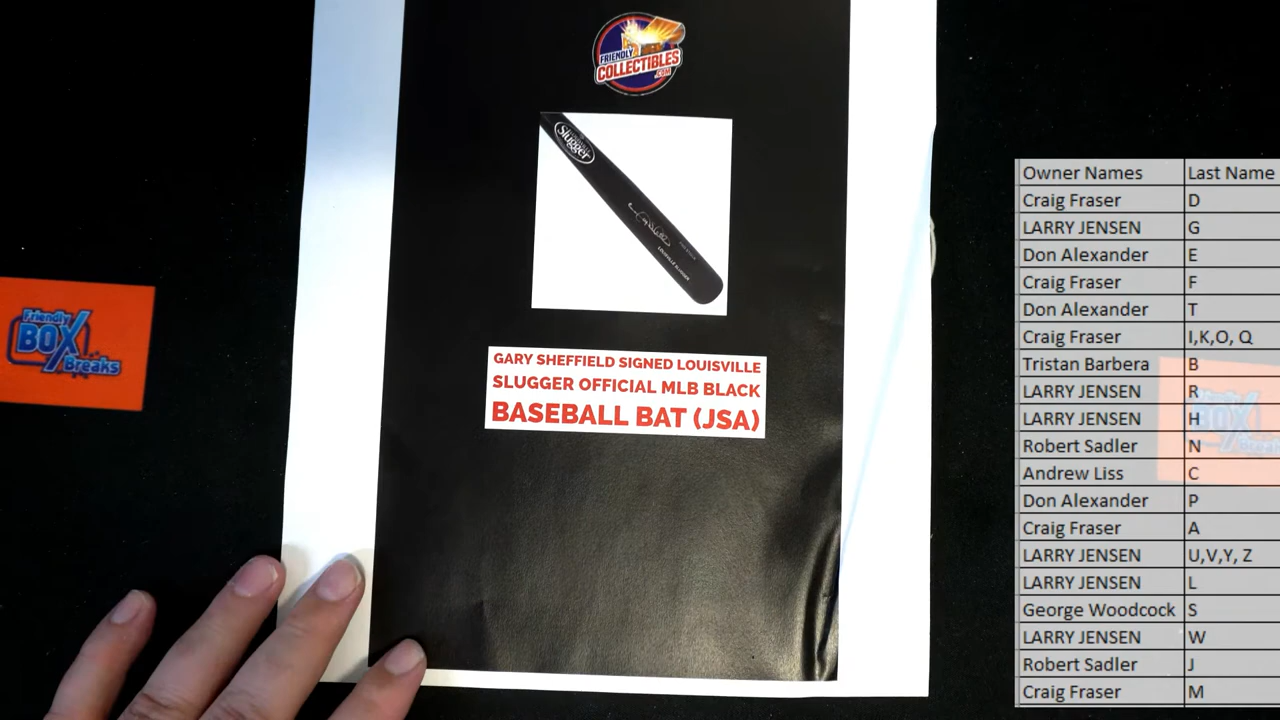 FRIENDLY
COLLECTIBLES
.COM
Slugger
LOUISVILLE SLUGGER
GARY SHEFFIELD SIGNED LOUISVILLE
SLUGGER OFFICIAL MLB BLACK
BASEBALL BAT (JSA)
Friendly
BOX
Breaks
Owner Names Last Name
Craig Fraser D
LARRY JENSEN G
Don Alexander E
Craig Fraser F
Don Alexander T
Craig Fraser I,K,O, Q
Tristan Barbera B
LARRY JENSEN R
LARRY JENSEN H
Robert Sadler N
Andrew Liss C
Don Alexander P
Craig Fraser A
LARRY JENSEN U,V,Y, Z
LARRY JENSEN L
George Woodcock S
LARRY JENSEN W
Robert Sadler J
Craig Fraser M